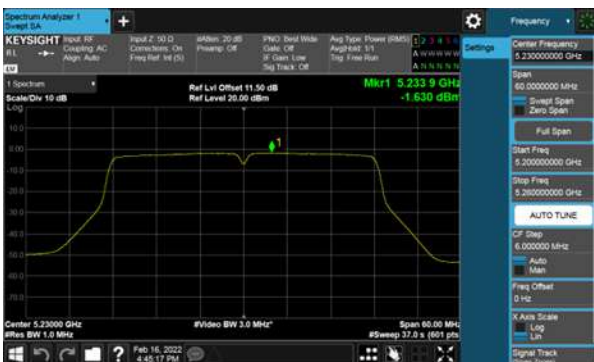 Spectrum Analyzer 1
Swept SA
+
Frequency
KEYSIGHT Input: RF
RL
Coupling: AC
Align: Auto
Input Z: 50 Ω
Corrections: On
Freq Ref: Int (S)
#Atten: 20 dB
Preamp: Off
PNO: Best Wide
Gate: Off
IF Gain: Low
Sig Track: Off
Avg Type: Power (RMS)
Avg|Hold: 1/1
Trig: Free Run
1 2 3 4 5 6
A W W W W W
A N N N N N
LM
1 Spectrum
Scale/Div 10 dB
Log
Ref Lvl Offset 11.50 dB
Ref Level 20.00 dBm
Mkr1 5.233 9 GHz
-1.630 dBm
1
10.0
0.00
-10.0
-20.0
-30.0
-40.0
-50.0
-60.0
-70.0
Center 5.23000 GHz
#Res BW 1.0 MHz
#Video BW 3.0 MHz*
Span 60.00 MHz
#Sweep 37.0 s (601 pts)
Feb 16, 2022
4:45:17 PM
?
Settings
Center Frequency
5.230000000 GHz
Span
60.0000000 MHz
Swept Span
Zero Span
Full Span
Start Freq
5.200000000 GHz
Stop Freq
5.260000000 GHz
AUTO TUNE
CF Step
6.000000 MHz
Auto
Man
Freq Offset
0 Hz
X Axis Scale
Log
Lin
Signal Track